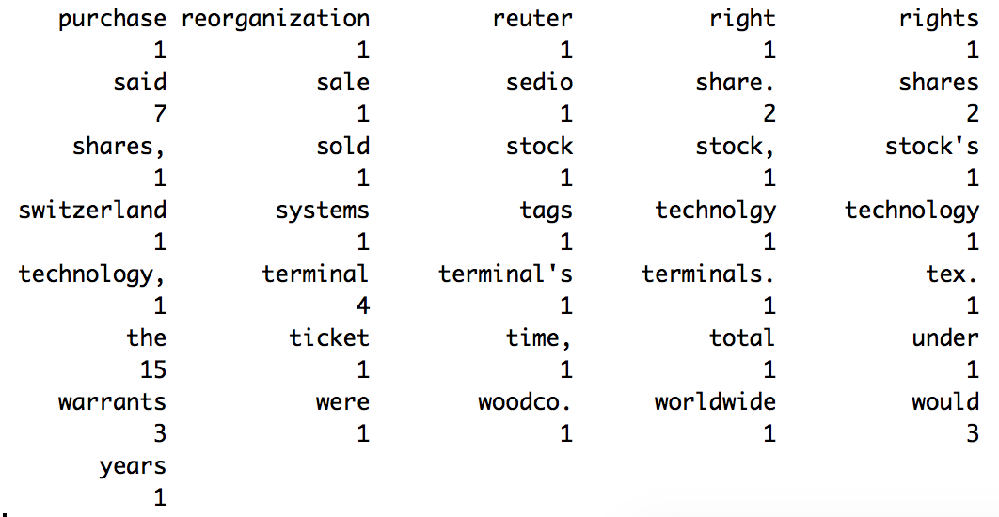 purchase reorganization reuter right rights
1 1 1 1 1
said sale sedio share. shares
7 1 1 2 2
shares, sold stock stock, stock's
1 1 1 1 1
switzerland systems tags technolgy technology
1 1 1 1 1
technology, terminal terminal's terminals. tex.
1 4 1 1 1
the ticket time, total under
15 1 1 1 1
warrants were woodco. worldwide would
3 1 1 1 3
years
1